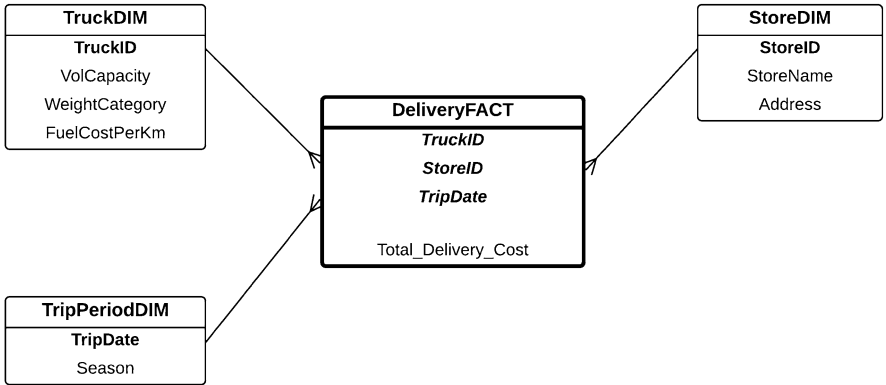 TruckDIM
TruckID
VolCapacity
WeightCategory
FuelCostPerKm
StoreDIM
StoreID
StoreName
Address
DeliveryFACT
TruckID
StoreID
TripDate
Total_Delivery_Cost
TripPeriodDIM
TripDate
Season